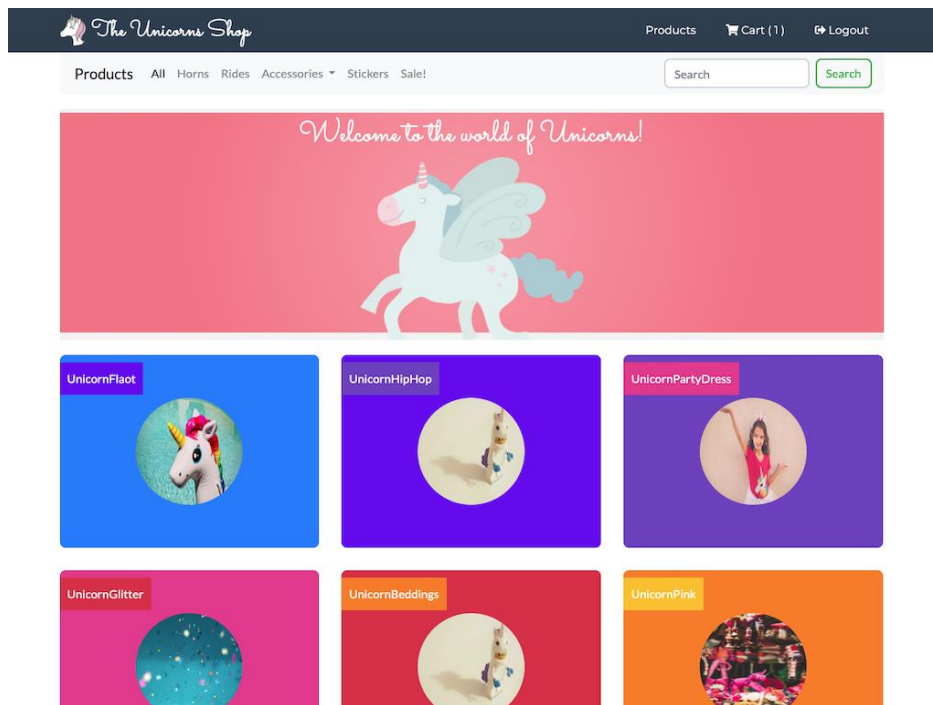 The Unicorns Shop
Products Cart ( 1 ) Logout
Products All Horns Rides Accessories Stickers Sale! Search Search
Welcome to the world of Unicorns!
UnicornFlaot UnicornHipHop UnicornPartyDress
UnicornGlitter UnicornBeddings UnicornPink